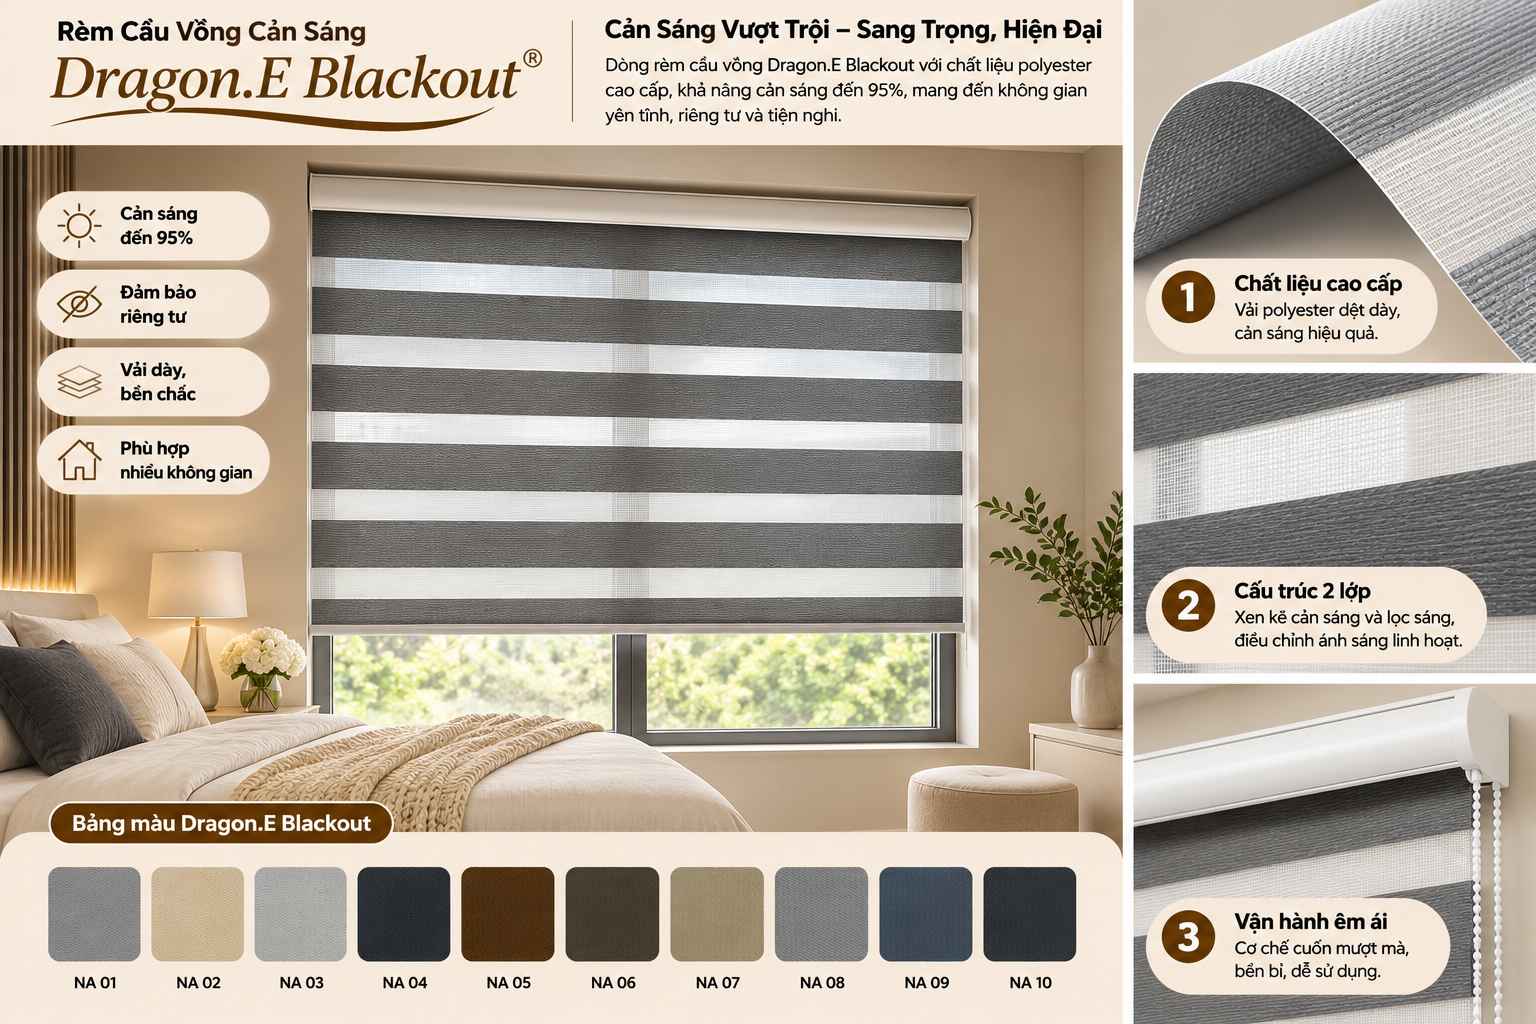 Rèm Cầu Vồng Cản Sáng
Dragon.E Blackout®
Cản Sáng Vượt Trội – Sang Trọng, Hiện Đại
Dòng rèm cầu vồng Dragon.E Blackout với chất liệu polyester
cao cấp, khả nâng cản sáng đến 95%, mang đến không gian
yên tĩnh, riêng tư và tiện nghi.
Cản sáng
đến 95%
Đảm bảo
riêng tư
Vải dày,
bền chắc
Phù hợp
nhiều không gian
1
Chất liệu cao cấp
Vải polyester dệt dày,
cản sáng hiệu quả.
2
Cấu trúc 2 lớp
Xen kẽ cản sáng và lọc sáng,
điều chỉnh ánh sáng linh hoạt.
3
Vận hành êm ái
Cơ chế cuốn mượt mà,
bền bỉ, dễ sử dụng.
Bảng màu Dragon.E Blackout
NA 01
NA 02
NA 03
NA 04
NA 05
NA 06
NA 07
NA 08
NA 09
NA 10